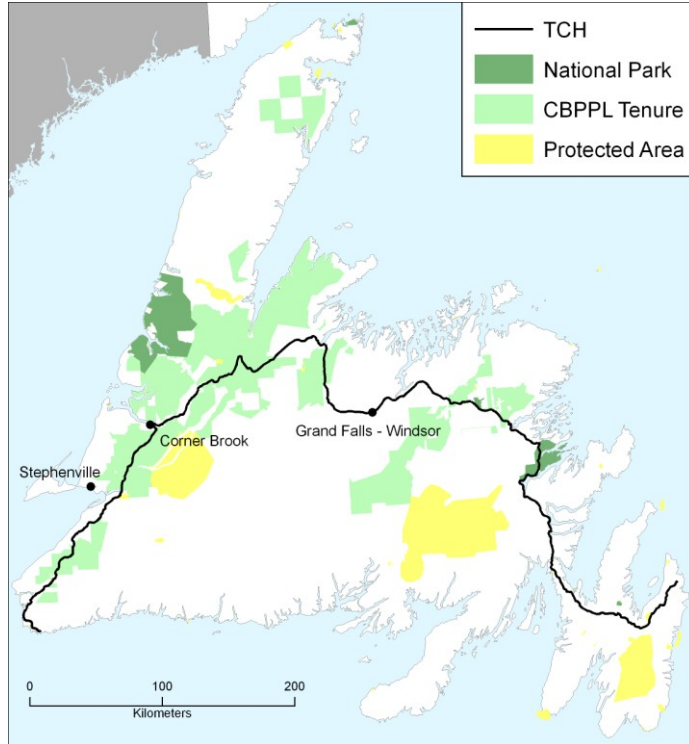 TCH
National Park
CBPPL Tenure
Protected Area
Grand Falls - Windsor
Corner Brook
Stephenville
0 100 200
Kilometers